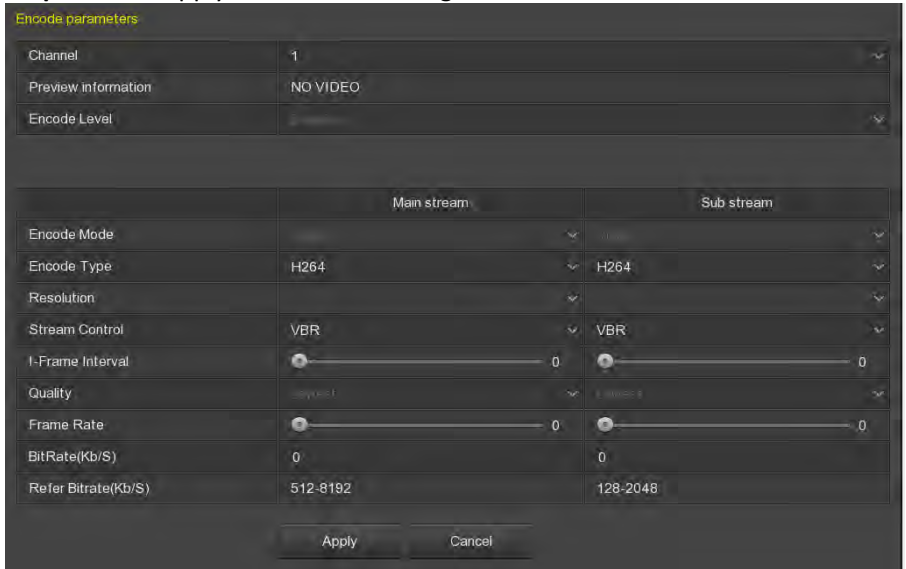 Encode parameters
Channel 1
Preview information NO VIDEO
Encode Level
Main stream Sub stream
Encode Mode
Encode Type H264 H264
Resolution
Stream Control VBR VBR
I-Frame Interval 0 0
Quality
Frame Rate 0 0
BitRate(Kb/S) 0 0
Refer Bitrate(Kb/S) 512-8192 128-2048
Apply Cancel